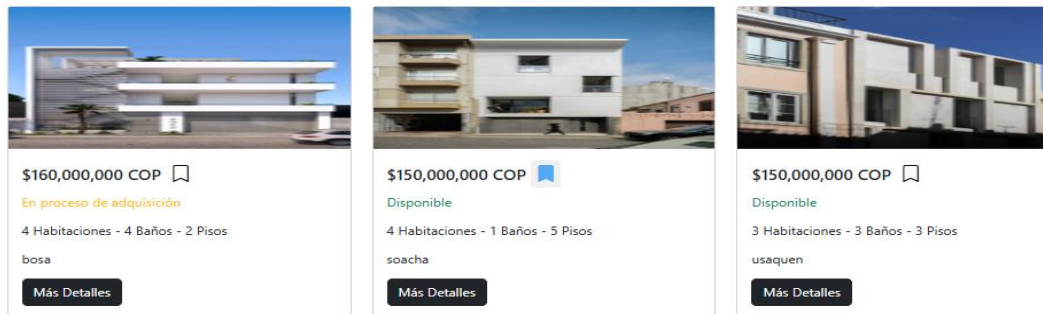 $160,000,000 COP
En proceso de adquisición
4 Habitaciones - 4 Baños - 2 Pisos
bosa
Más Detalles
$150,000,000 COP
Disponible
4 Habitaciones - 1 Baños - 5 Pisos
soacha
Más Detalles
$150,000,000 COP
Disponible
3 Habitaciones - 3 Baños - 3 Pisos
usaquen
Más Detalles